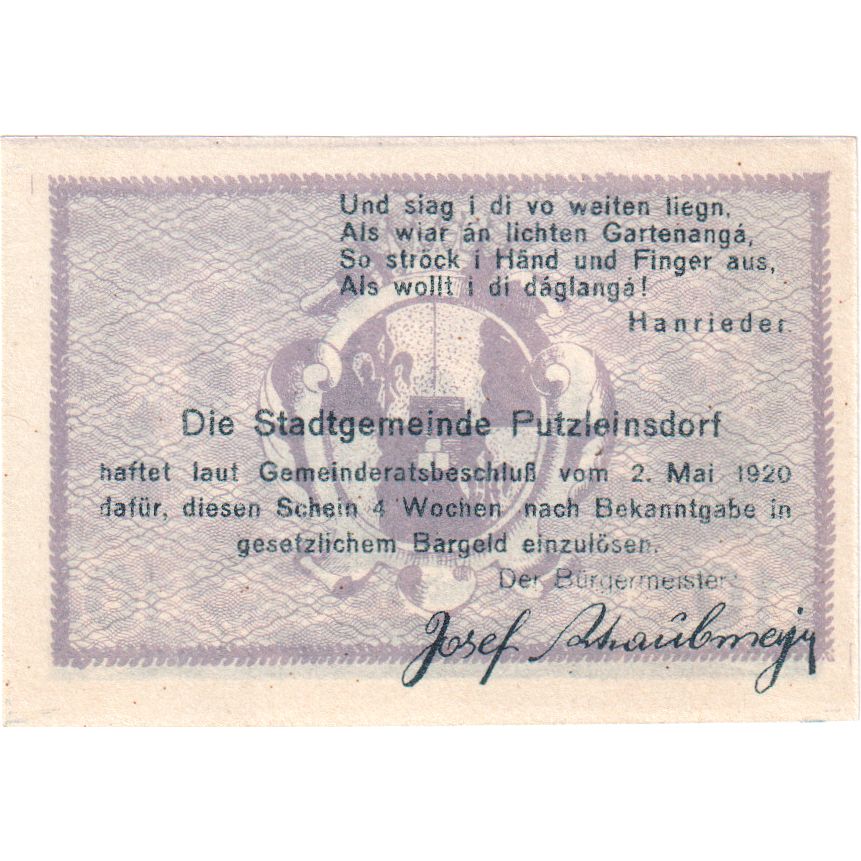 Und siag i di vo weiten liegn,
Als wiar án lichten Gartenangá,
So ströck i Händ und Finger aus,
Als wollt i di dáglangá!
Hanrieder.
Die Stadtgemeinde Putzleinsdorf
haftet laut Gemeinderatsbeschluß vom 2. Mai 1920
dafür, diesen Schein 4 Wochen nach Bekanntgabe in
gesetzlichem Bargeld einzulösen.
Der Bürgermeister:
Josef